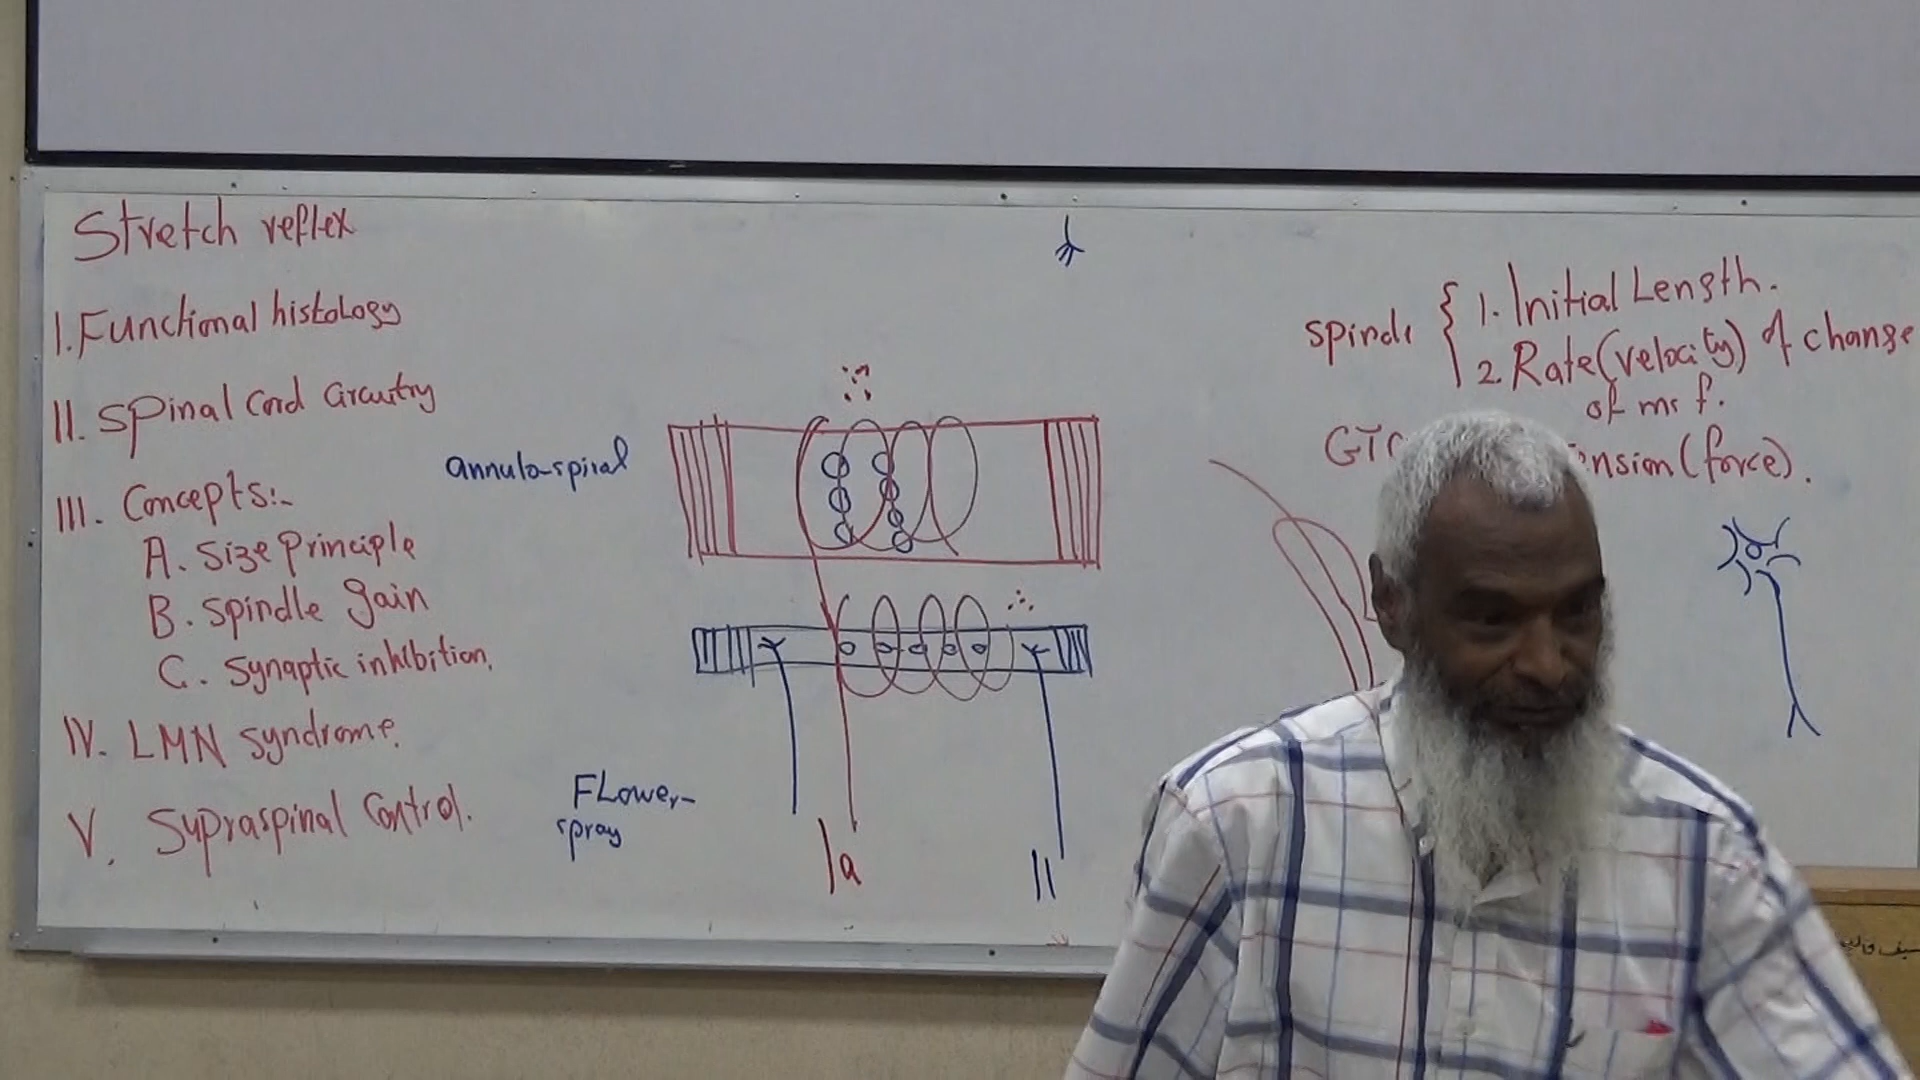 Stretch reflex
I. Functional histology
II. Spinal Cord Circuitry
III. Concepts:-
A. Size Principle
B. Spindle gain
C. Synaptic inhibition.
IV. LMN syndrome.
V. Supraspinal Control.
annulo-spiral
Flower-
spray
Ia
II
1. Initial Length.
2. Rate (velocity) of change
of ms f.
(force).